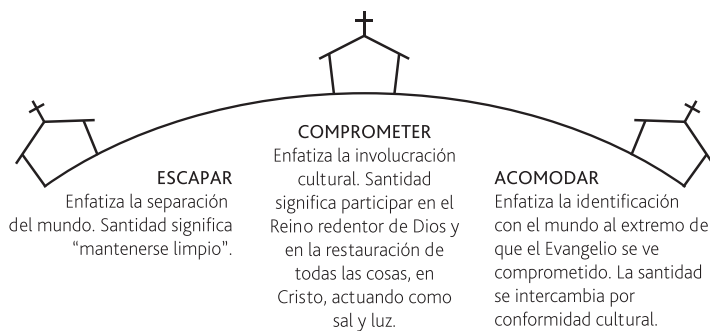 ESCAPAR
Enfatiza la separación
del mundo. Santidad significa
“mantenerse limpio”.
COMPROMETER
Enfatiza la involucración
cultural. Santidad
significa participar en el
Reino redentor de Dios y
en la restauración de
todas las cosas, en
Cristo, actuando como
sal y luz.
ACOMODAR
Enfatiza la identificación
con el mundo al extremo de
que el Evangelio se ve
comprometido. La santidad
se intercambia por
conformidad cultural.